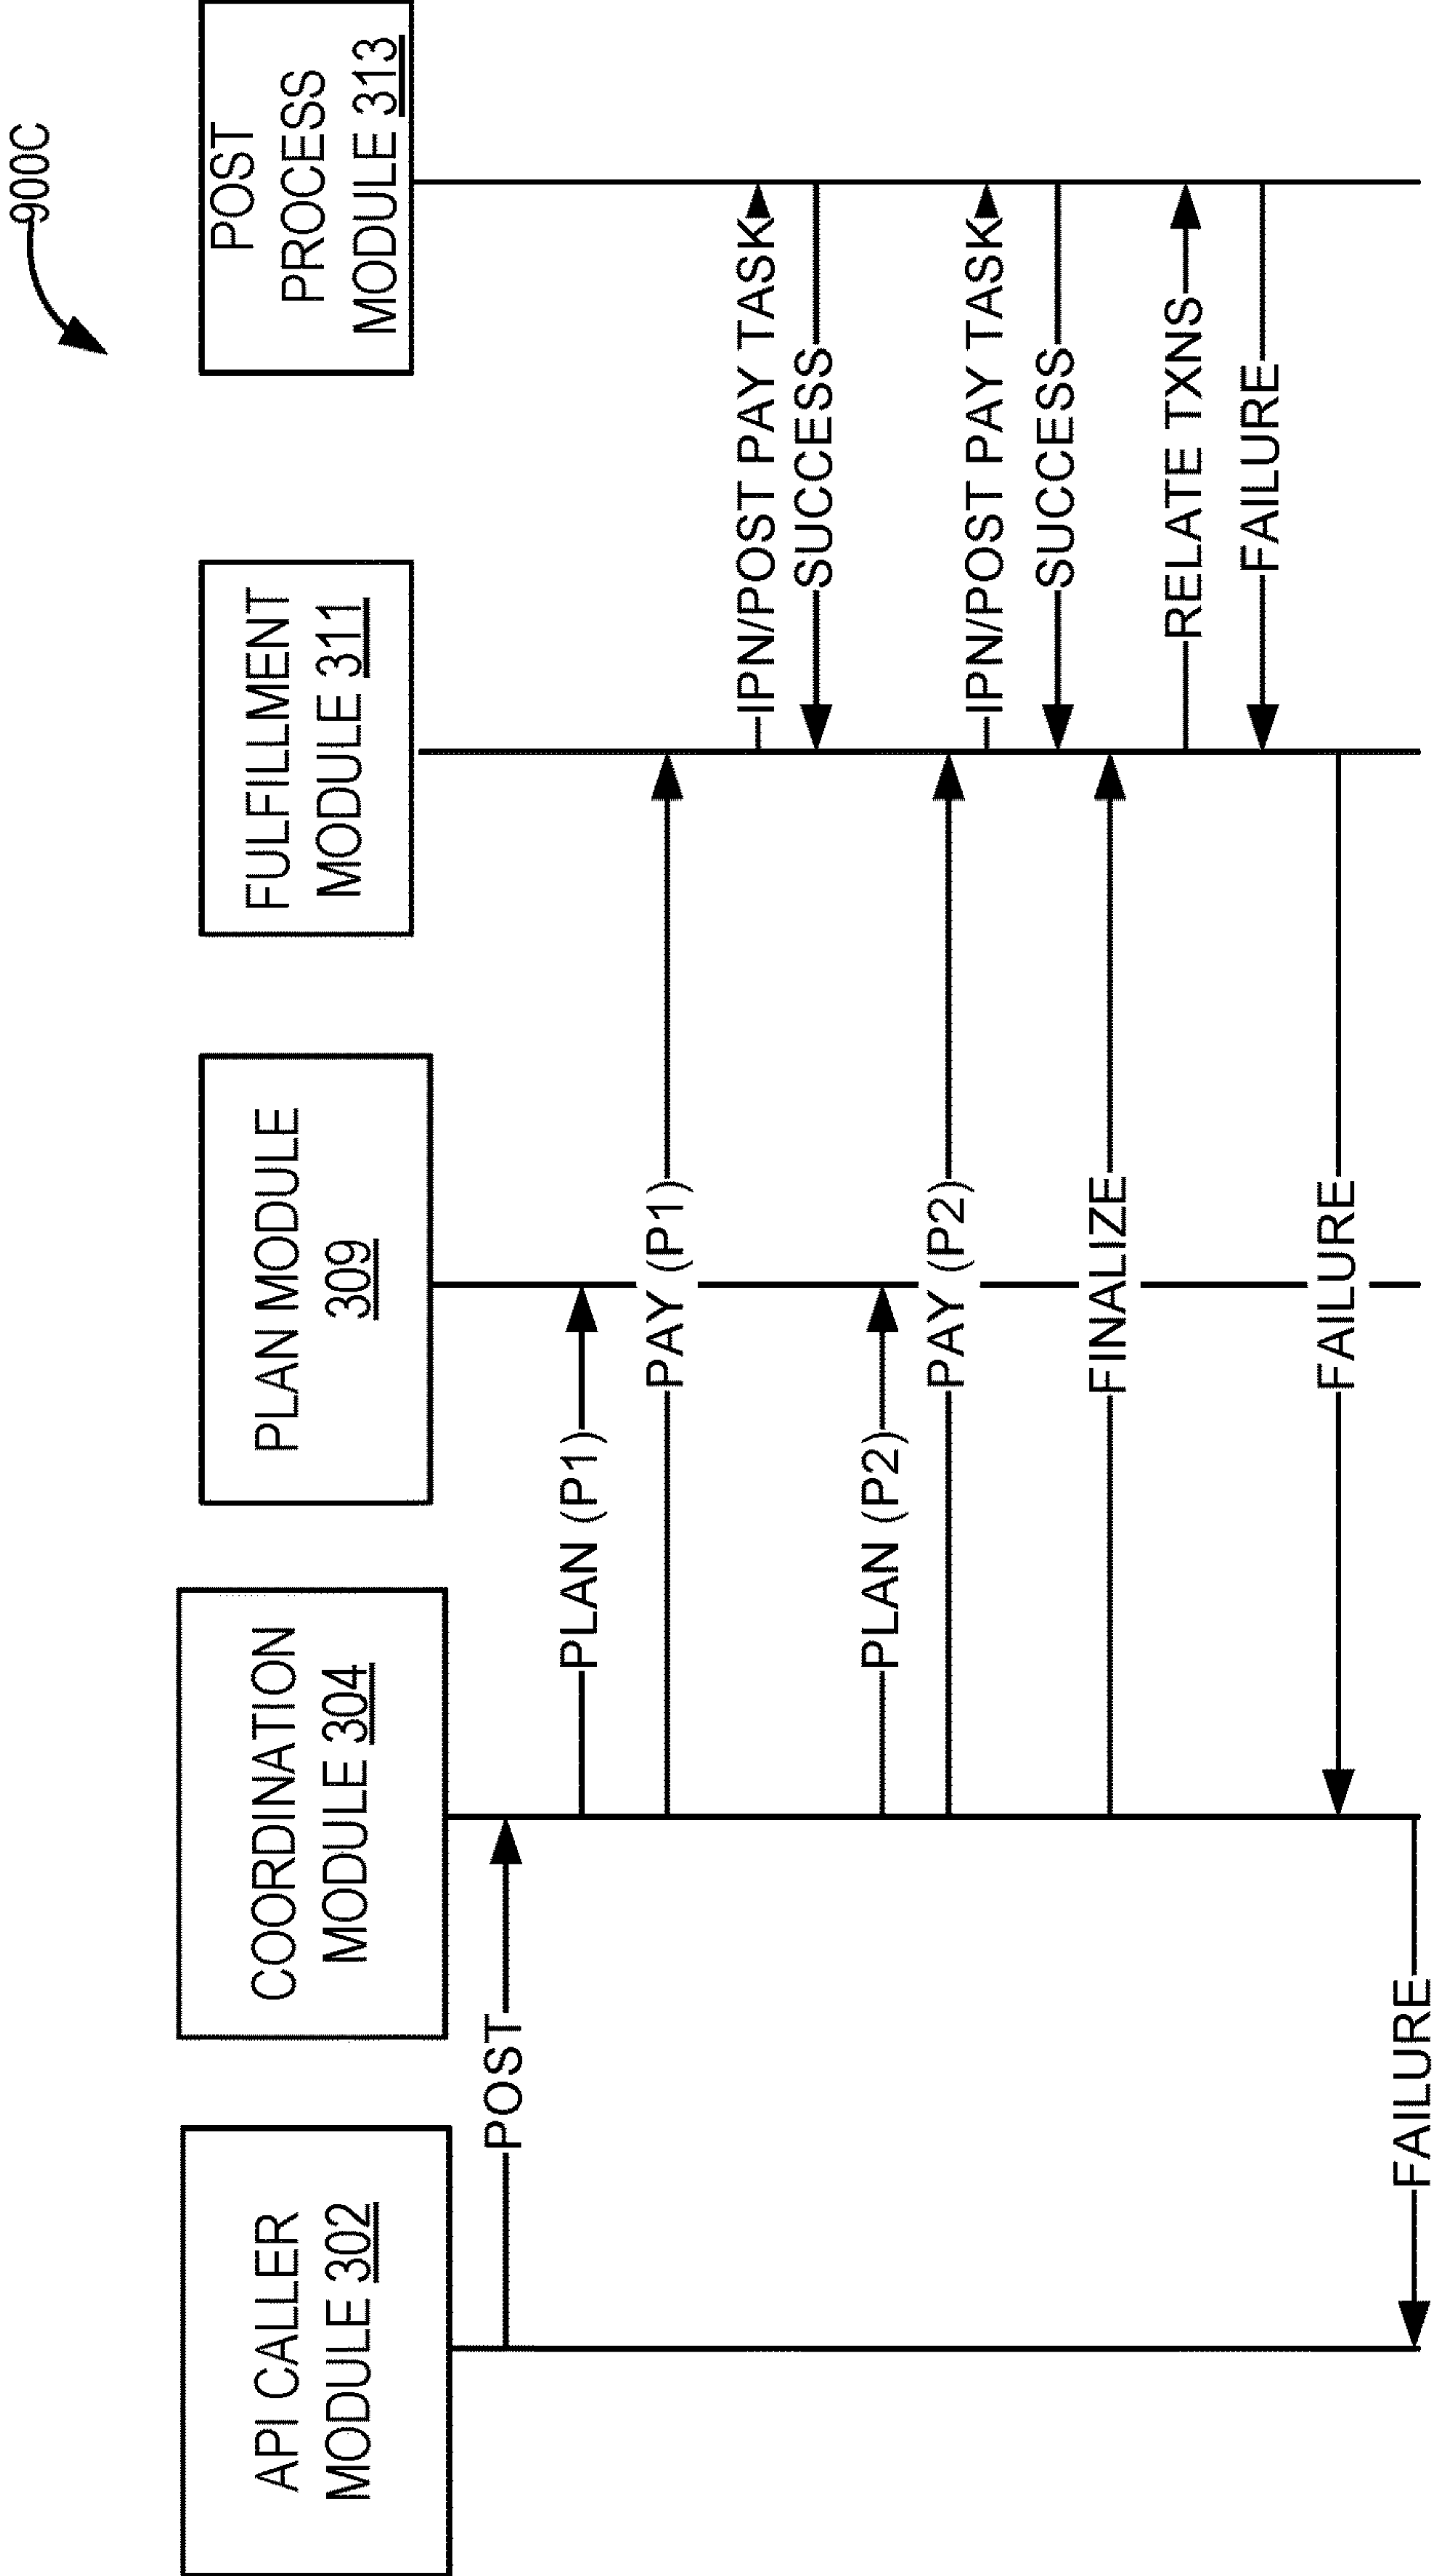 900C
API CALLER
MODULE 302
COORDINATION
MODULE 304
PLAN MODULE
309
FULFILLMENT
MODULE 311
POST
PROCESS
MODULE 313
POST
PLAN (P1)
PAY (P1)
IPN/POST PAY TASK
SUCCESS
PLAN (P2)
PAY (P2)
IPN/POST PAY TASK
SUCCESS
FINALIZE
RELATE TXNS
FAILURE
FAILURE
FAILURE